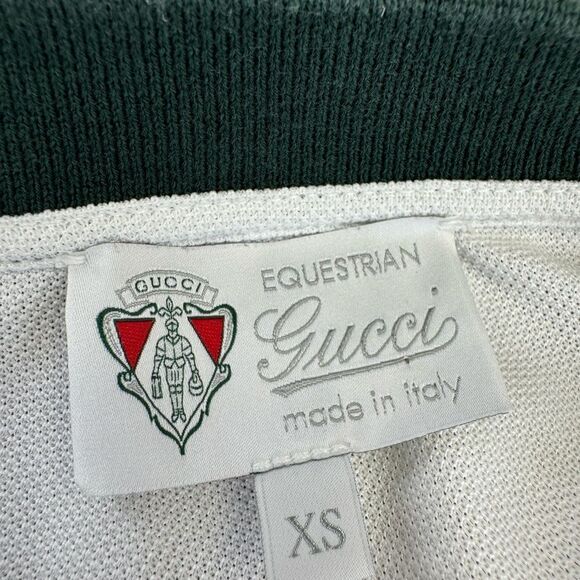 GUCCI
EQUESTRIAN
Gucci
made in italy
XS